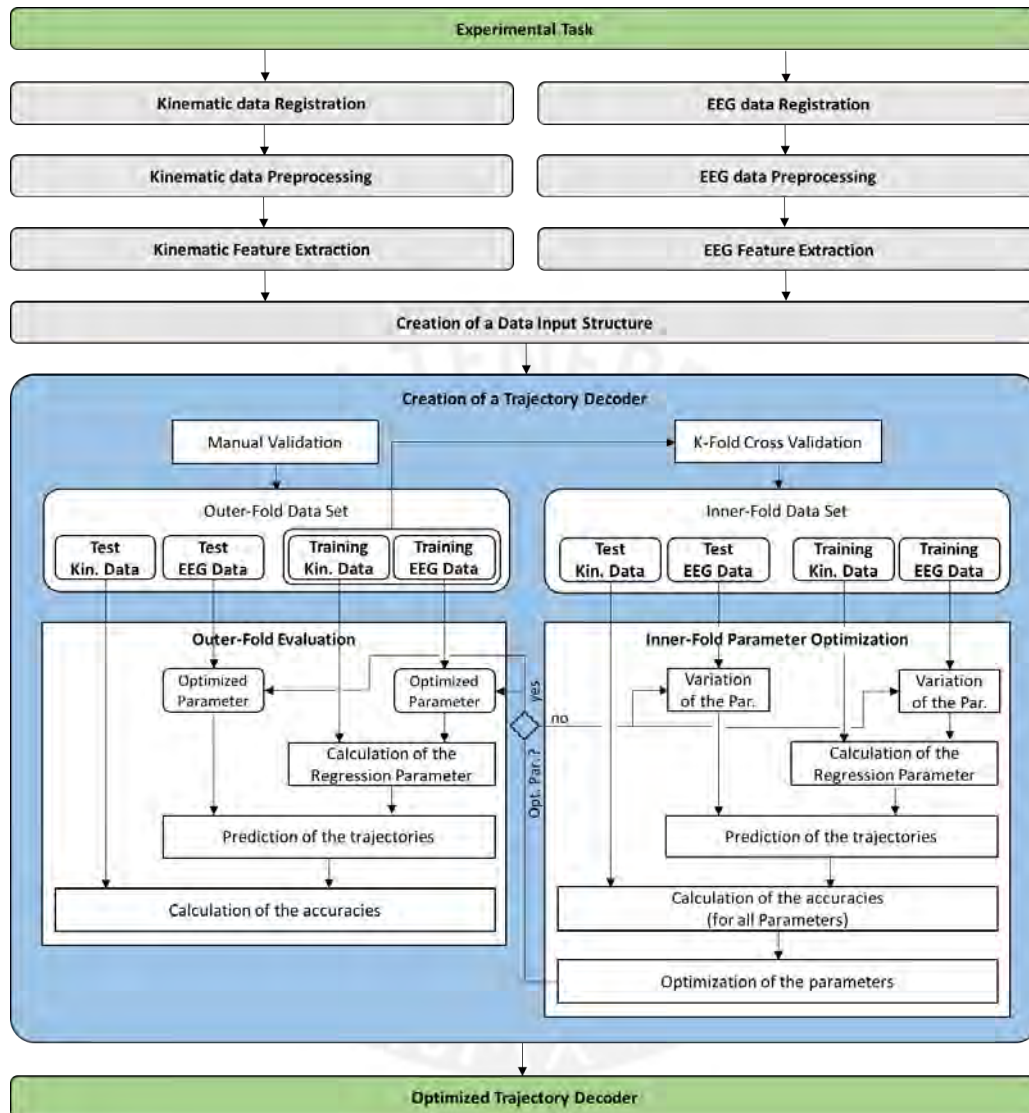 Experimental Task
Kinematic data Registration
EEG data Registration
Kinematic data Preprocessing
EEG data Preprocessing
Kinematic Feature Extraction
EEG Feature Extraction
Creation of a Data Input Structure
TENEBR
Creation of a Trajectory Decoder
Manual Validation
K-Fold Cross Validation
Outer-Fold Data Set
Test
Kin. Data
Test
EEG Data
Training
Kin. Data
Training
EEG Data
Inner-Fold Data Set
Test
Kin. Data
Test
EEG Data
Training
Kin. Data
Training
EEG Data
Outer-Fold Evaluation
Optimized
Parameter
Optimized
Parameter
Calculation of the
Regression Parameter
Prediction of the trajectories
Calculation of the accuracies
yes
no
Opt. Par.?
Inner-Fold Parameter Optimization
Variation
of the Par.
Variation
of the Par.
Calculation of the
Regression Parameter
Prediction of the trajectories
Calculation of the accuracies
(for all Parameters)
Optimization of the parameters
Optimized Trajectory Decoder